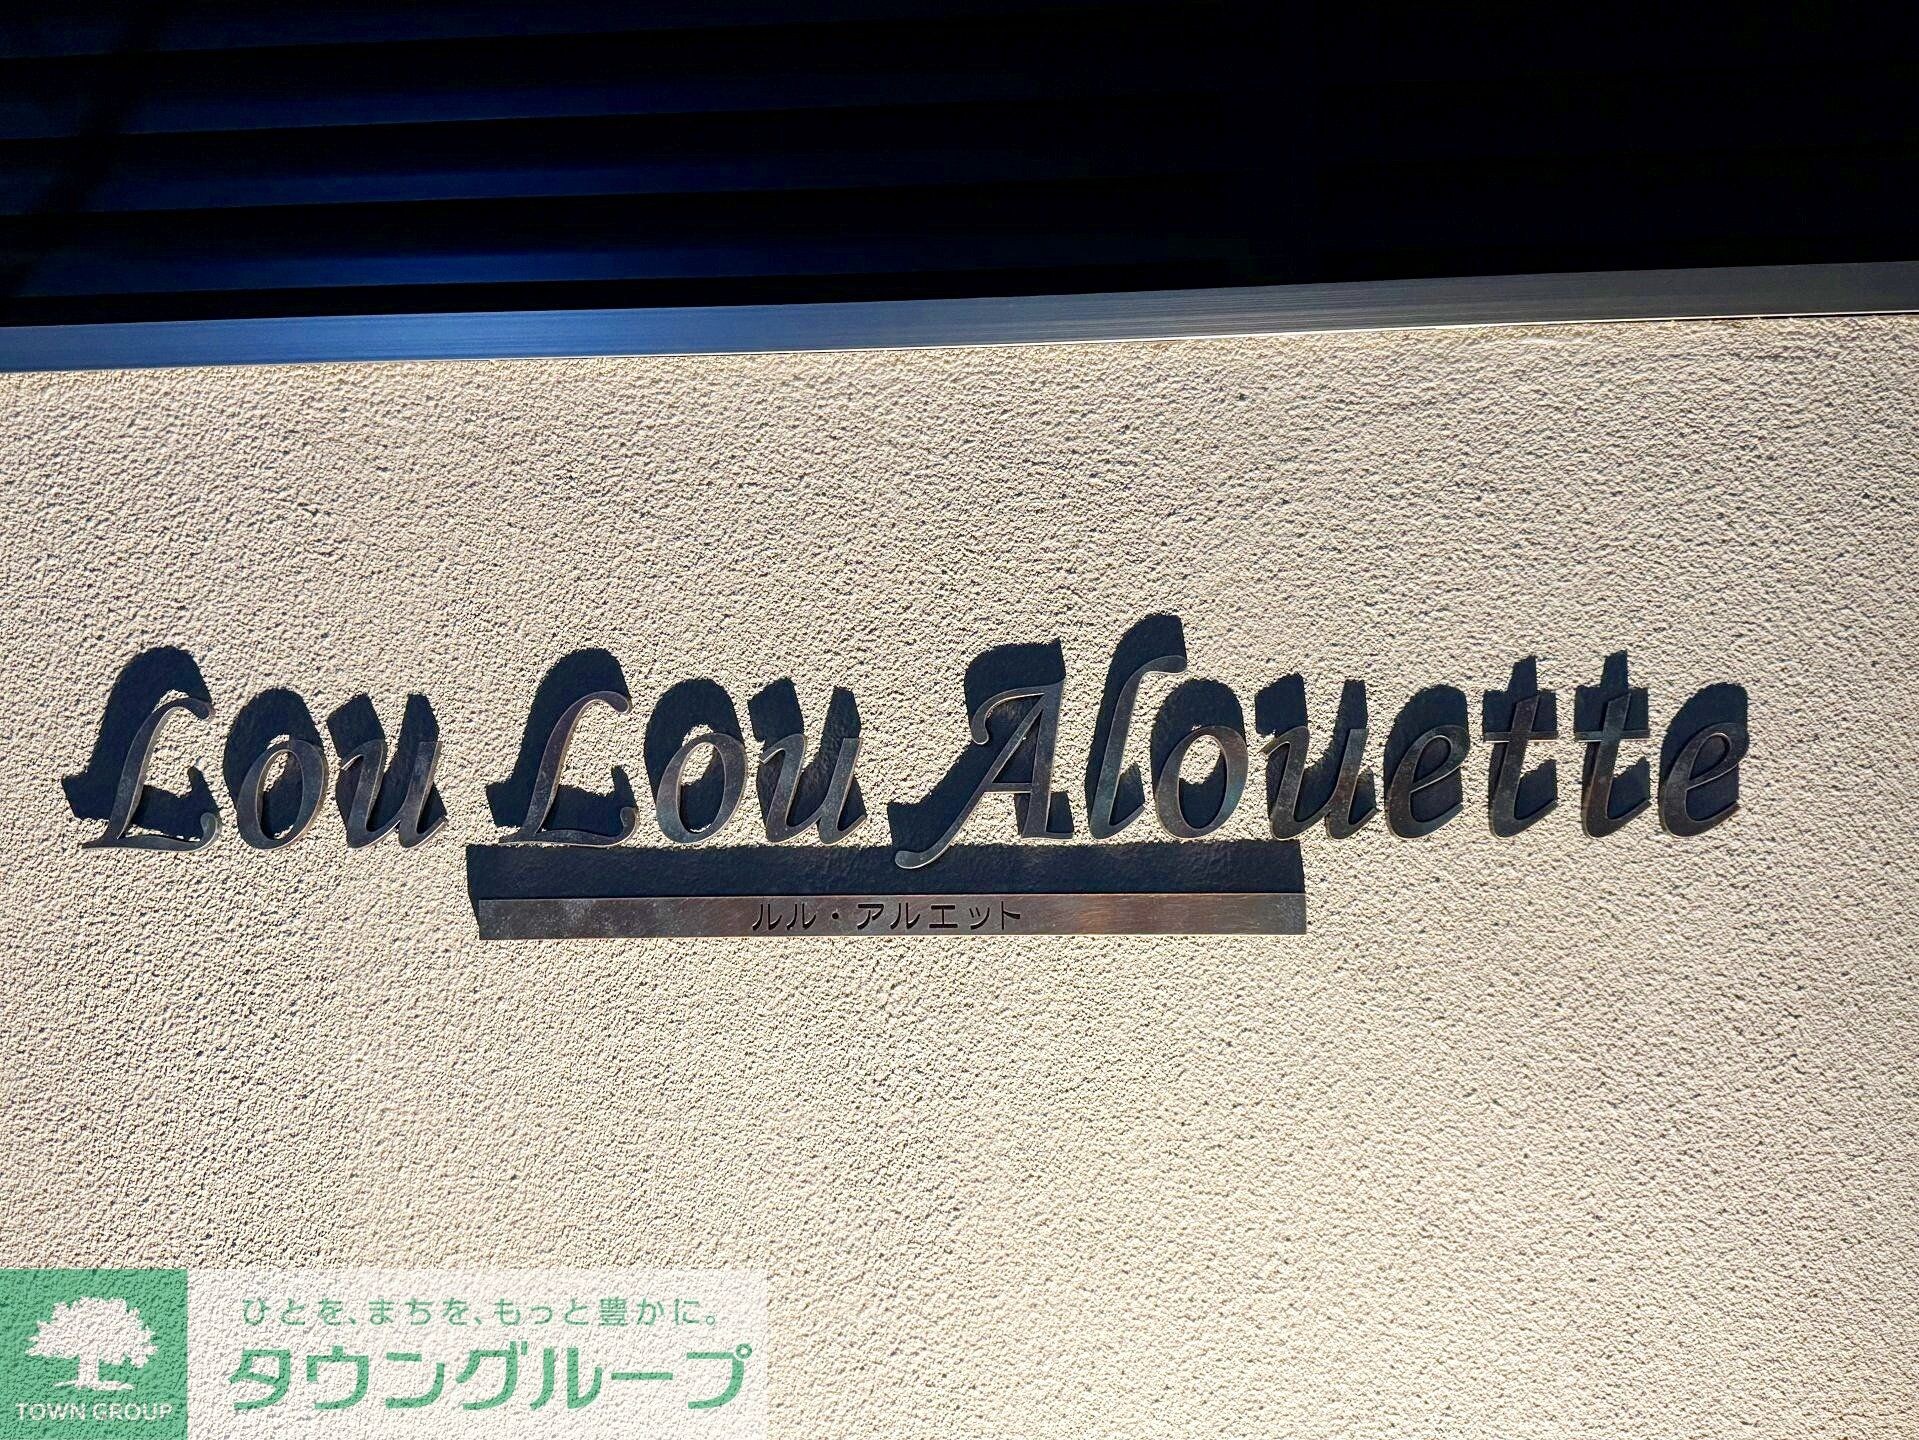 Lou Lou Alouette
ルル・アルエット
ひとを、まちを、もっと豊かに。
タウングループ
TOWN GROUP